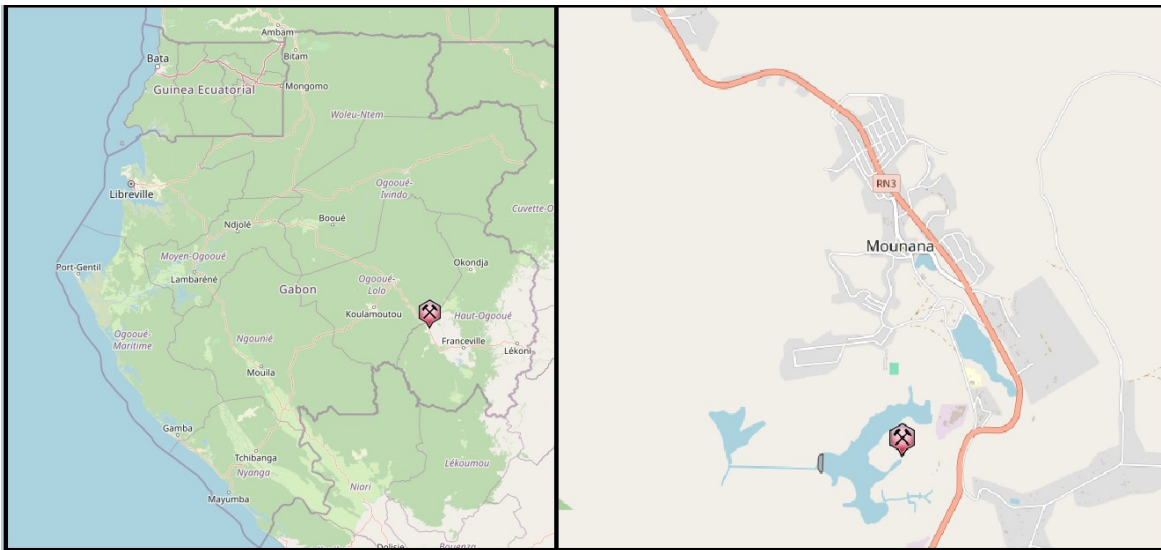 Ambam
Bitam
Bata
Mongomo
Guinea Ecuatorial
Woleu-Ntem
Libreville
Ogooué-
Ivindo
Cuvette-O
Ndjolé
Booué
Moyen-Ogooué
Lambaréné
Port-Gentil
Okondja
Ogooué-
Lolo
Gabon
Koulamoutou
Haut-Ogooué
Ogooué-
Maritime
Ngounié
Franceville
Lékoni
Mouila
Gamba
Tchibanga
Nyanga
Lékoumou
Mayumba
Niari
Dolisie
Bouenza
RN3
Mounana